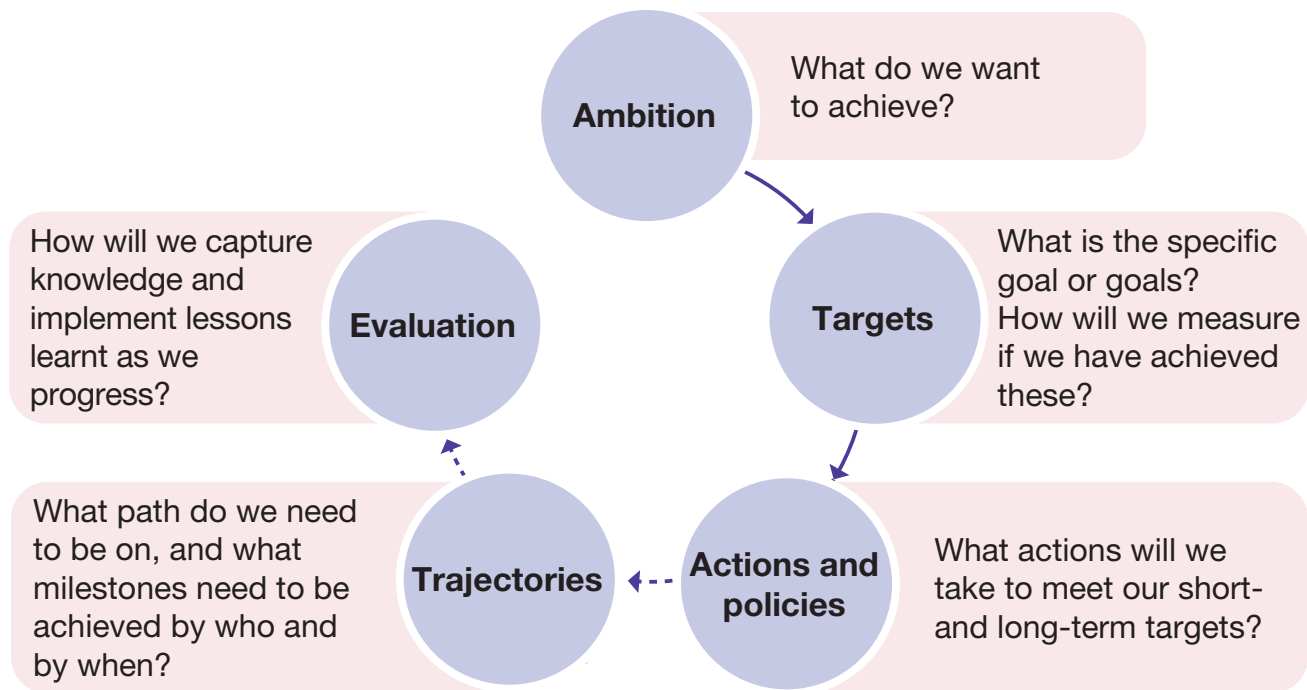 Ambition
What do we want
to achieve?
Targets
What is the specific
goal or goals?
How will we measure
if we have achieved
these?
Actions and
policies
What actions will we
take to meet our short-
and long-term targets?
Trajectories
What path do we need
to be on, and what
milestones need to be
achieved by who and
by when?
Evaluation
How will we capture
knowledge and
implement lessons
learnt as we
progress?